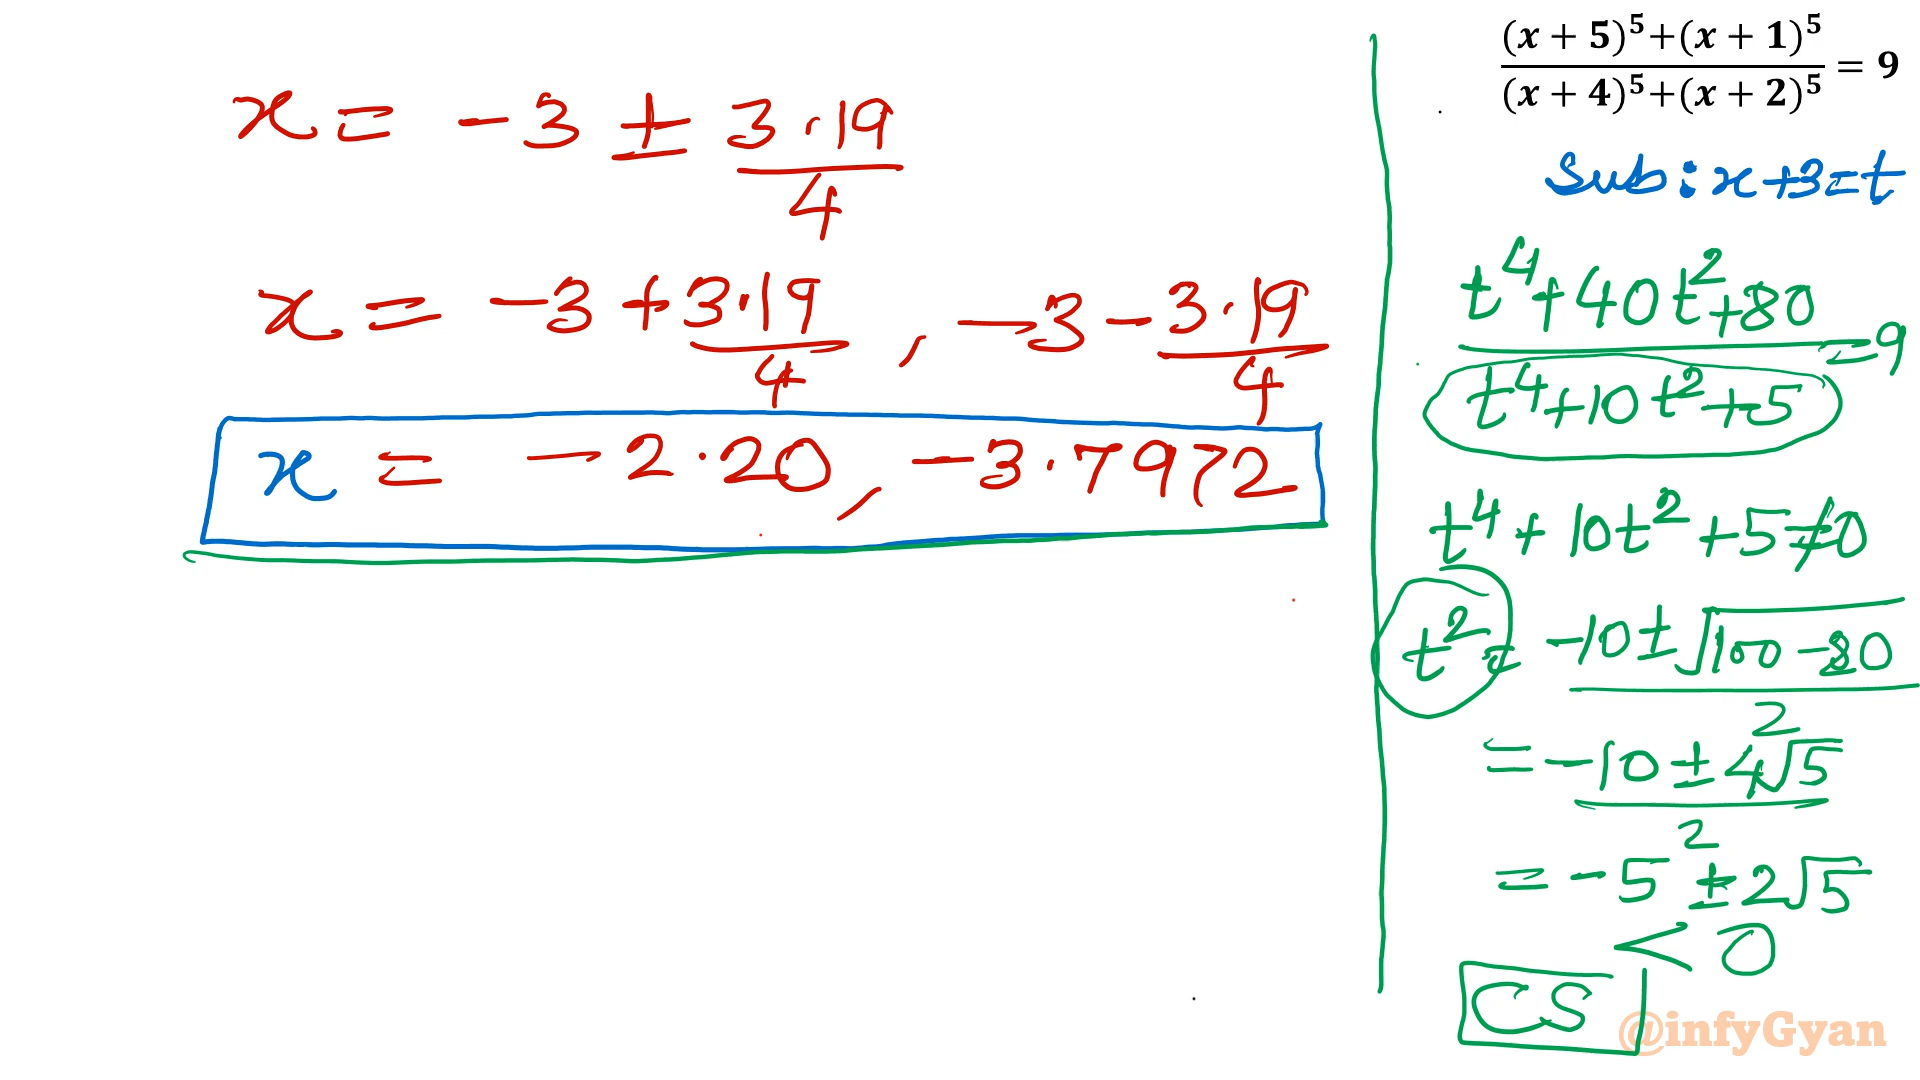 x = -3 ± 3.19/4
x = -3 + 3.19/4 , -3 - 3.19/4
x = -2.20, -3.7972
((x + 5)^5+(x + 1)^5)/((x + 4)^5+(x + 2)^5) = 9
Sub: x+3=t
(t^4+40t^2+80)/(t^4+10t^2+5) = 9
t^4 + 10t^2 + 5 ≠ 0
t^2 = (-10 ± √(100-80))/2
= (-10 ± 4√5)/2
= -5 ± 2√5
< 0
CS
@infyGyan